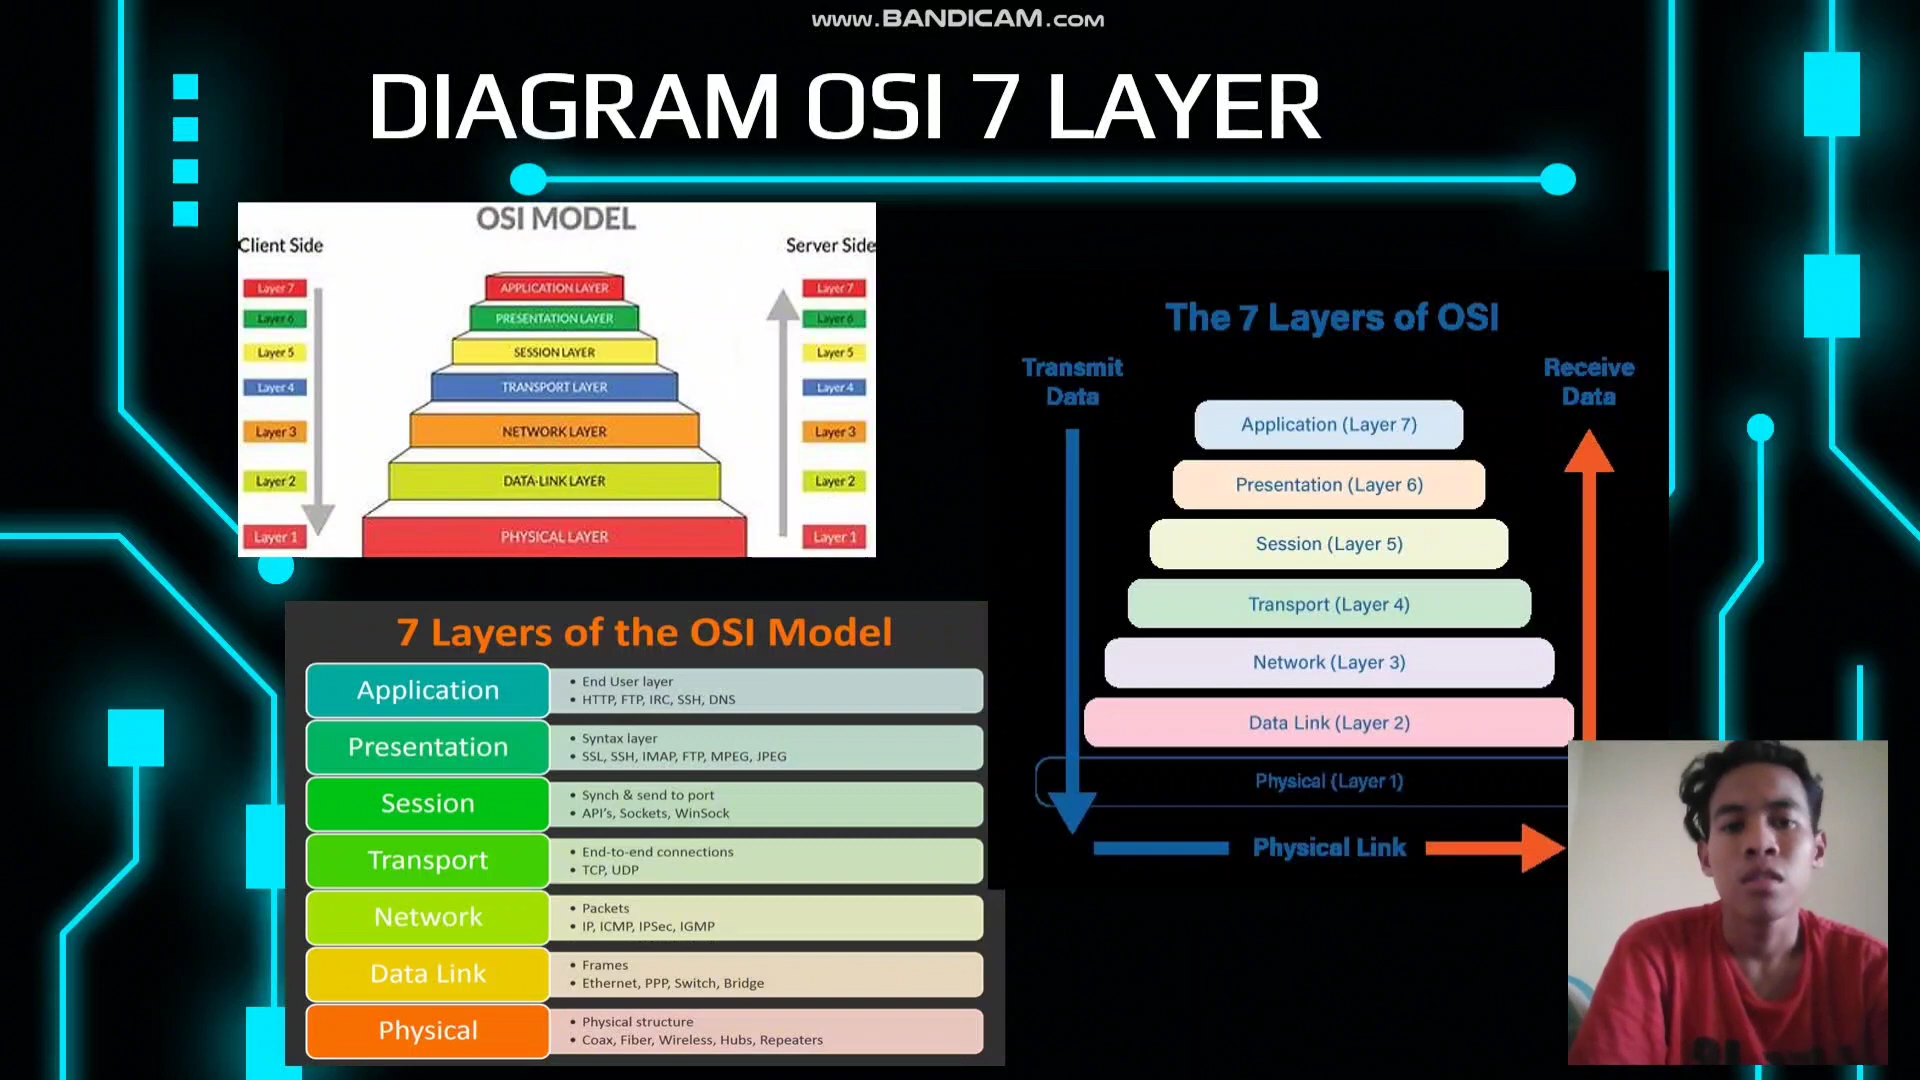 www.BANDICAM.com
DIAGRAM OSI 7 LAYER
OSI MODEL
Client Side
Server Side
Layer 7
APPLICATION LAYER
Layer 7
Layer 6
PRESENTATION LAYER
Layer 6
Layer 5
SESSION LAYER
Layer 5
Layer 4
TRANSPORT LAYER
Layer 4
Layer 3
NETWORK LAYER
Layer 3
Layer 2
DATA-LINK LAYER
Layer 2
Layer 1
PHYSICAL LAYER
Layer 1
The 7 Layers of OSI
Transmit
Data
Receive
Data
Application (Layer 7)
Presentation (Layer 6)
Session (Layer 5)
Transport (Layer 4)
Network (Layer 3)
Data Link (Layer 2)
Physical (Layer 1)
Physical Link
7 Layers of the OSI Model
Application
• End User layer
• HTTP, FTP, IRC, SSH, DNS
Presentation
• Syntax layer
• SSL, SSH, IMAP, FTP, MPEG, JPEG
Session
• Synch & send to port
• API's, Sockets, WinSock
Transport
• End-to-end connections
• TCP, UDP
Network
• Packets
• IP, ICMP, IPSec, IGMP
Data Link
• Frames
• Ethernet, PPP, Switch, Bridge
Physical
• Physical structure
• Coax, Fiber, Wireless, Hubs, Repeaters